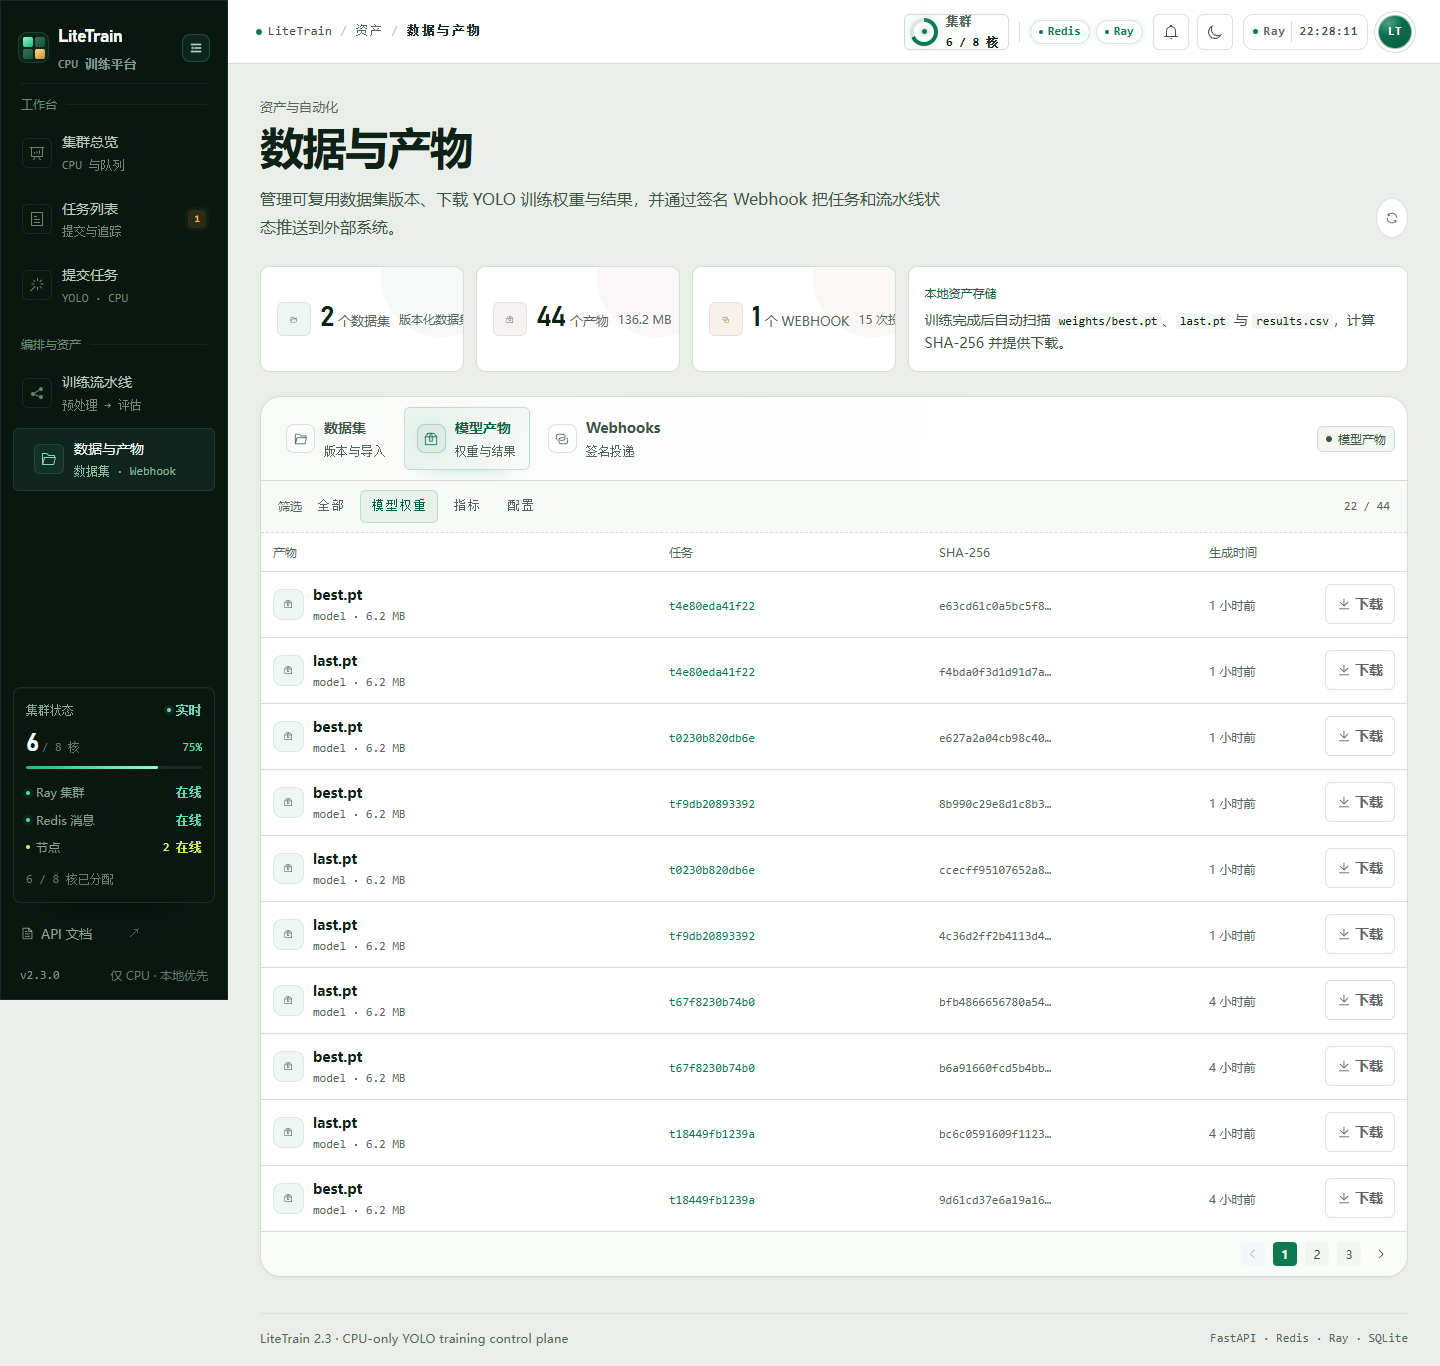 LiteTrain
CPU 训练平台
工作台
集群总览
CPU 与队列
任务列表
提交与追踪
1
提交任务
YOLO · CPU
编排与资产
训练流水线
预处理 → 评估
数据与产物
数据集 · Webhook
集群状态
实时
6 / 8 核
75%
Ray 集群
在线
Redis 消息
在线
节点
2 在线
6 / 8 核已分配
API 文档
v2.3.0
仅 CPU · 本地优先
LiteTrain / 资产 / 数据与产物
集群
6 / 8 核
Redis
Ray
Ray
22:28:11
LT
资产与自动化
数据与产物
管理可复用数据集版本、下载 YOLO 训练权重与结果，并通过签名 Webhook 把任务和流水线状
态推送到外部系统。
2 个数据集 版本化数据集
44 个产物 136.2 MB
1 个 WEBHOOK 15 次投
本地资产存储
训练完成后自动扫描 weights/best.pt 、 last.pt 与 results.csv，计算
SHA-256 并提供下载。
数据集
版本与导入
模型产物
权重与结果
Webhooks
签名投递
模型产物
筛选 全部 模型权重 指标 配置
22 / 44
产物 任务 SHA-256 生成时间
best.pt
model · 6.2 MB
t4e80eda41f22
e63cd61c0a5bc5f8…
1 小时前
下载
last.pt
model · 6.2 MB
t4e80eda41f22
f4bda0f3d1d91d7a…
1 小时前
下载
best.pt
model · 6.2 MB
t0230b820db6e
e627a2a04cb98c40…
1 小时前
下载
best.pt
model · 6.2 MB
tf9db20893392
8b990c29e8d1c8b3…
1 小时前
下载
last.pt
model · 6.2 MB
t0230b820db6e
ccecff95107652a8…
1 小时前
下载
last.pt
model · 6.2 MB
tf9db20893392
4c36d2ff2b4113d4…
1 小时前
下载
last.pt
model · 6.2 MB
t67f8230b74b0
bfb4866656780a54…
4 小时前
下载
best.pt
model · 6.2 MB
t67f8230b74b0
b6a91660fcd5b4bb…
4 小时前
下载
last.pt
model · 6.2 MB
t18449fb1239a
bc6c0591609f1123…
4 小时前
下载
best.pt
model · 6.2 MB
t18449fb1239a
9d61cd37e6a19a16…
4 小时前
下载
1 2 3
LiteTrain 2.3 · CPU-only YOLO training control plane
FastAPI · Redis · Ray · SQLite